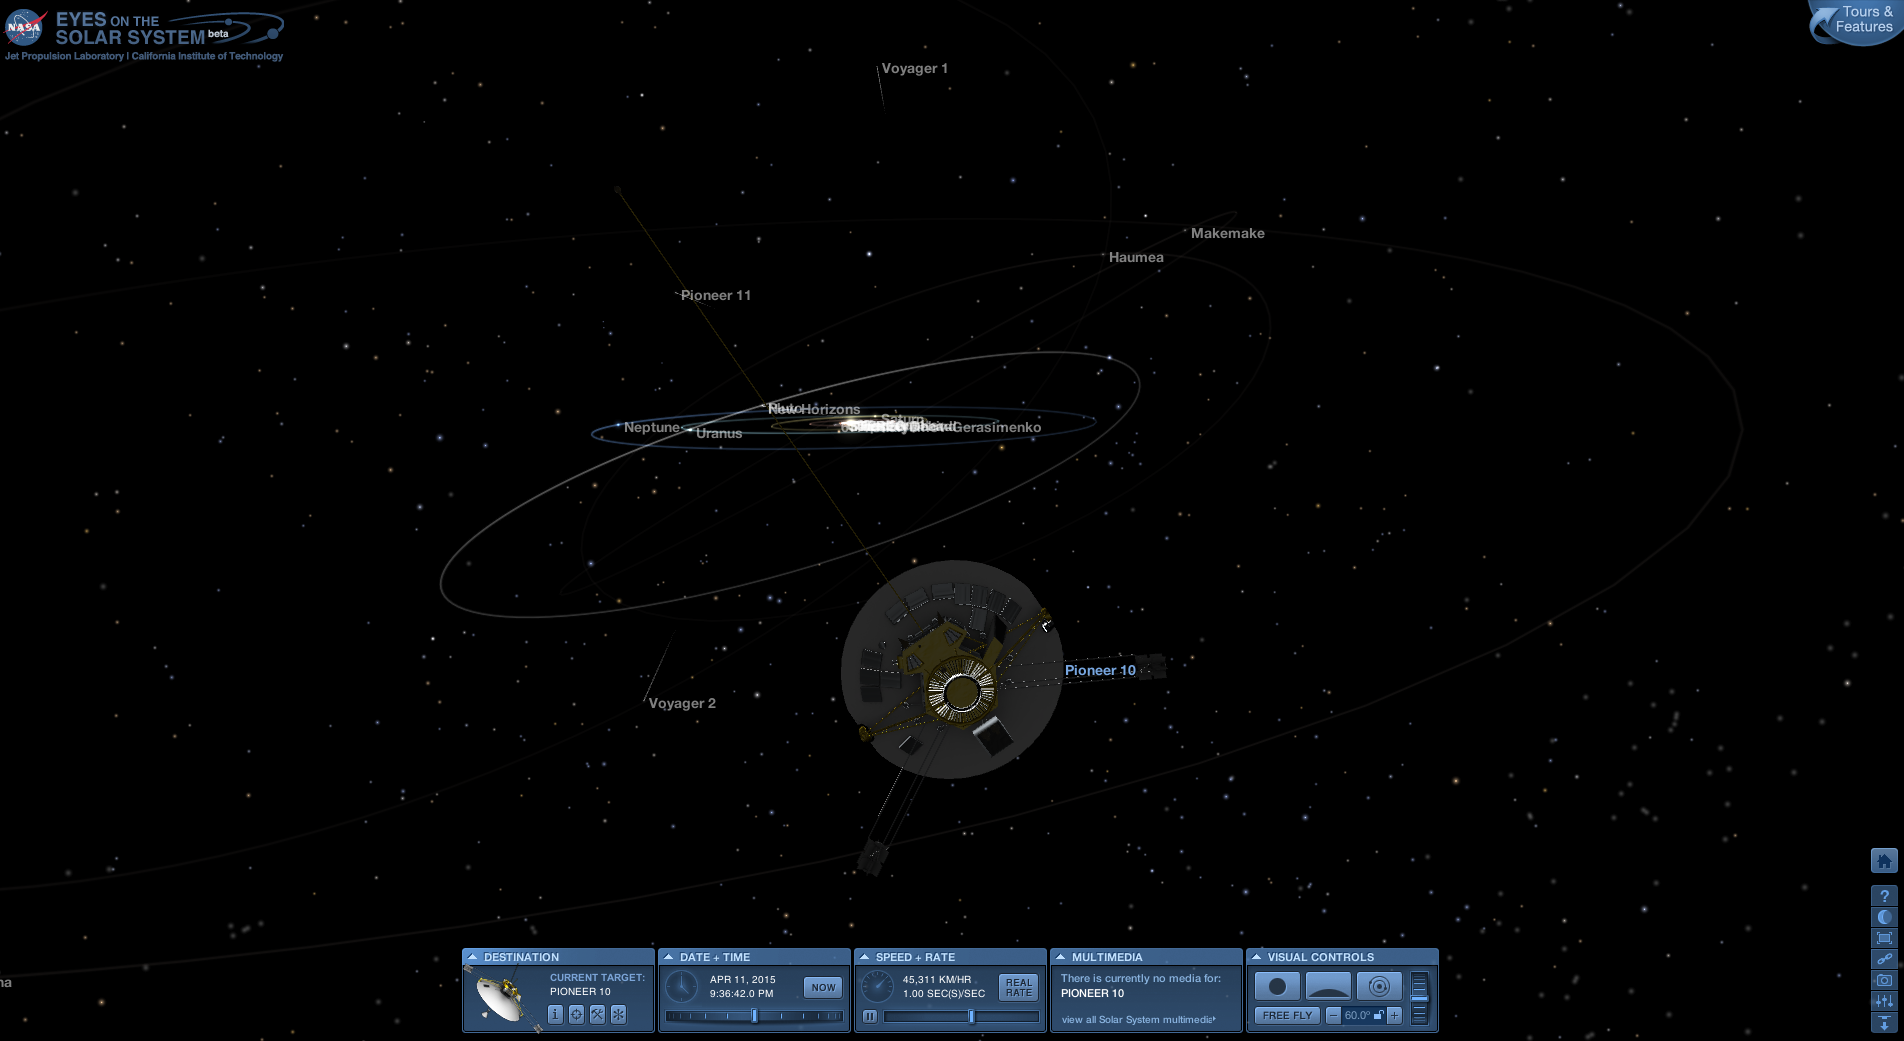 NASA
EYES ON THE
SOLAR SYSTEM beta
Jet Propulsion Laboratory | California Institute of Technology
Tours &
Features
Voyager 1
Makemake
Haumea
Pioneer 11
Pluto
New Horizons
Saturn
Neptune
Uranus
Gerasimenko
Pioneer 10
Voyager 2
na
DESTINATION
CURRENT TARGET:
PIONEER 10
DATE + TIME
APR 11, 2015
9:36:42.0 PM
NOW
SPEED + RATE
45,311 KM/HR
1.00 SEC(S)/SEC
REAL
RATE
MULTIMEDIA
There is currently no media for:
PIONEER 10
view all Solar System multimedia
VISUAL CONTROLS
FREE FLY
60.0°